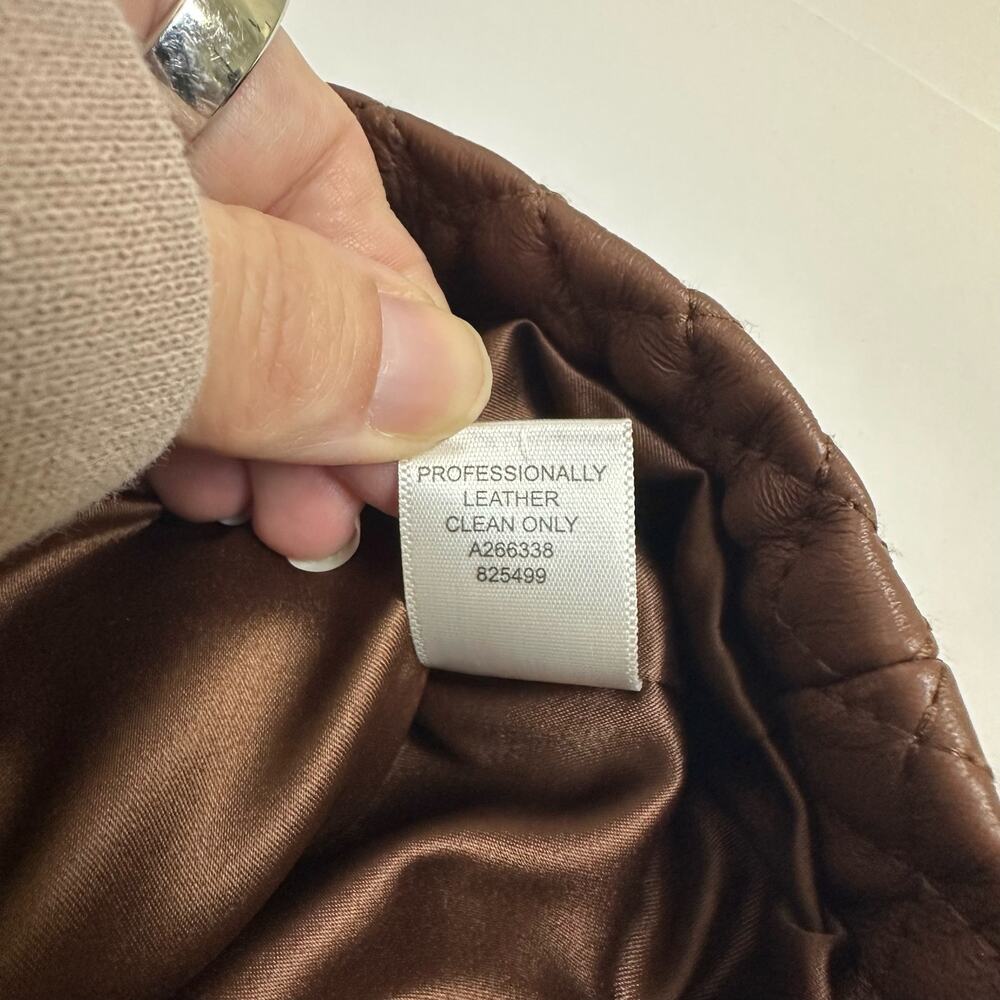 PROFESSIONALLY
LEATHER
CLEAN ONLY
A266338
825499